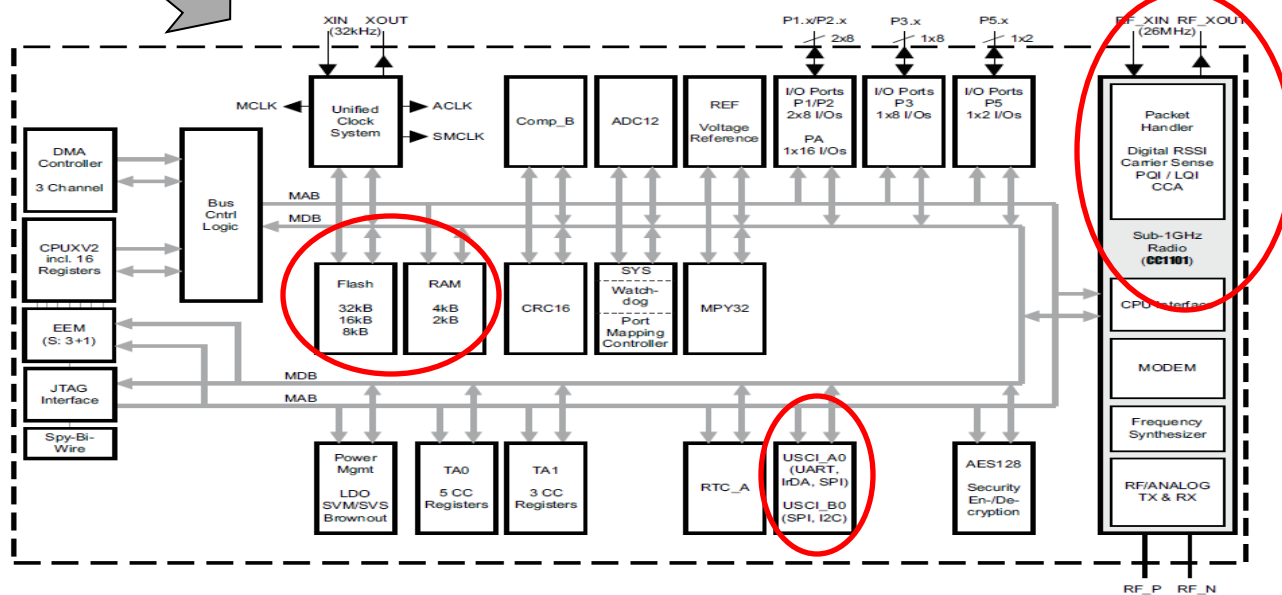 XIN XOUT
(32kHz)
P1.x/P2.x
2x8
P3.x
1x8
P5.x
1x2
RF_XIN RF_XOUT
(26MHz)
MCLK
ACLK
SMCLK
Unified
Clock
System
Comp_B
ADC12
REF
Voltage
Reference
I/O Ports
P1/P2
2x8 I/Os
PA
1x16 I/Os
I/O Ports
P3
1x8 I/Os
I/O Ports
P5
1x2 I/Os
Packet
Handler
Digital RSSI
Carrier Sense
PQI / LQI
CCA
DMA
Controller
3 Channel
Bus
Cntrl
Logic
MAB
MDB
CPUXV2
incl. 16
Registers
Sub-1GHz
Radio
(CC1101)
Flash
32kB
16kB
8kB
RAM
4kB
2kB
CRC16
SYS
Watch-
dog
Port
Mapping
Controller
MPY32
CPU Interface
EEM
(S: 3+1)
MODEM
JTAG
Interface
MDB
MAB
Frequency
Synthesizer
Spy-Bi-
Wire
Power
Mgmt
LDO
SVM/SVS
Brownout
TA0
5 CC
Registers
TA1
3 CC
Registers
RTC_A
USCI_A0
(UART,
IrDA, SPI)
USCI_B0
(SPI, I2C)
AES128
Security
En-/De-
cryption
RF/ANALOG
TX & RX
RF_P RF_N